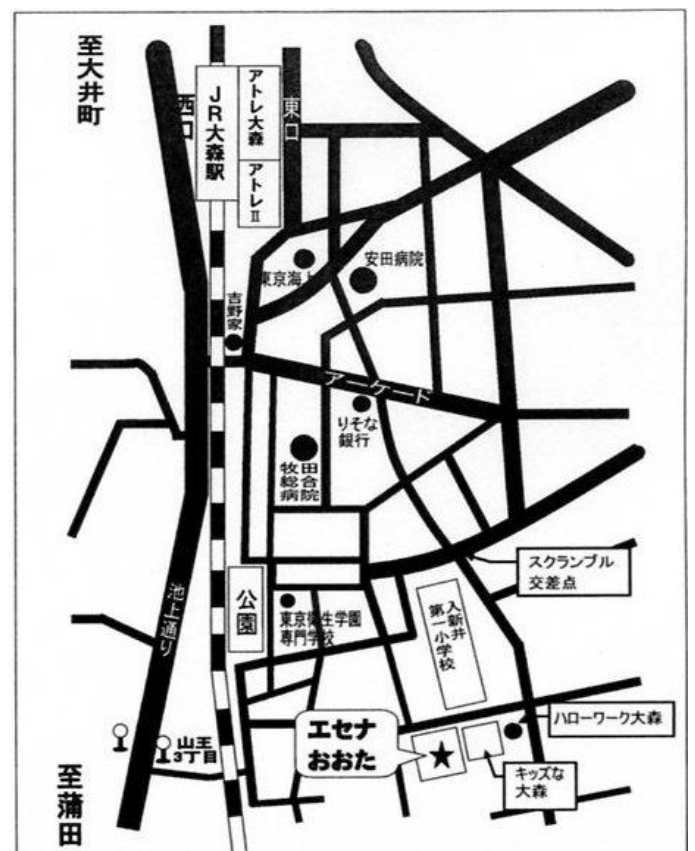 至大井町
西口
JR大森駅
アトレ大森
アトレⅡ
東口
東京海上
安田病院
吉野家
アーケード
りそな
銀行
牧田
総合
病院
スクランブル
交差点
公園
池上通り
東京衛生学園
専門学校
入新井
第一小学校
ハローワーク大森
エセナ
おおた
キッズな
大森
山王
3丁目
至蒲田